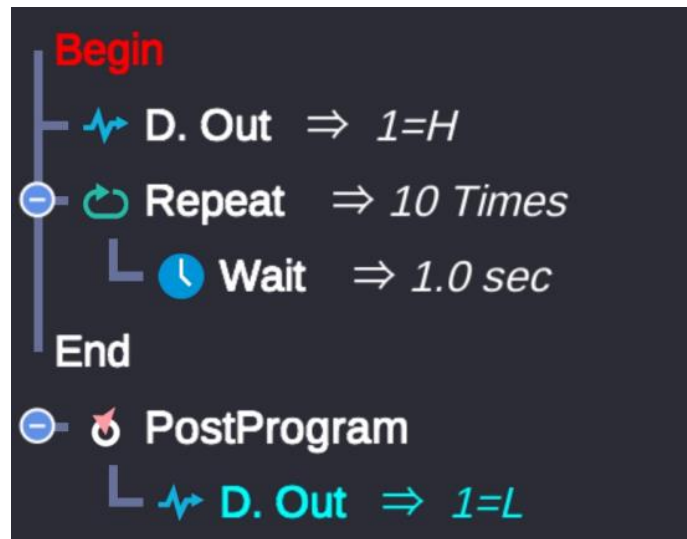 Begin
D. Out ⇒ 1=H
Repeat ⇒ 10 Times
Wait ⇒ 1.0 sec
End
PostProgram
D. Out ⇒ 1=L